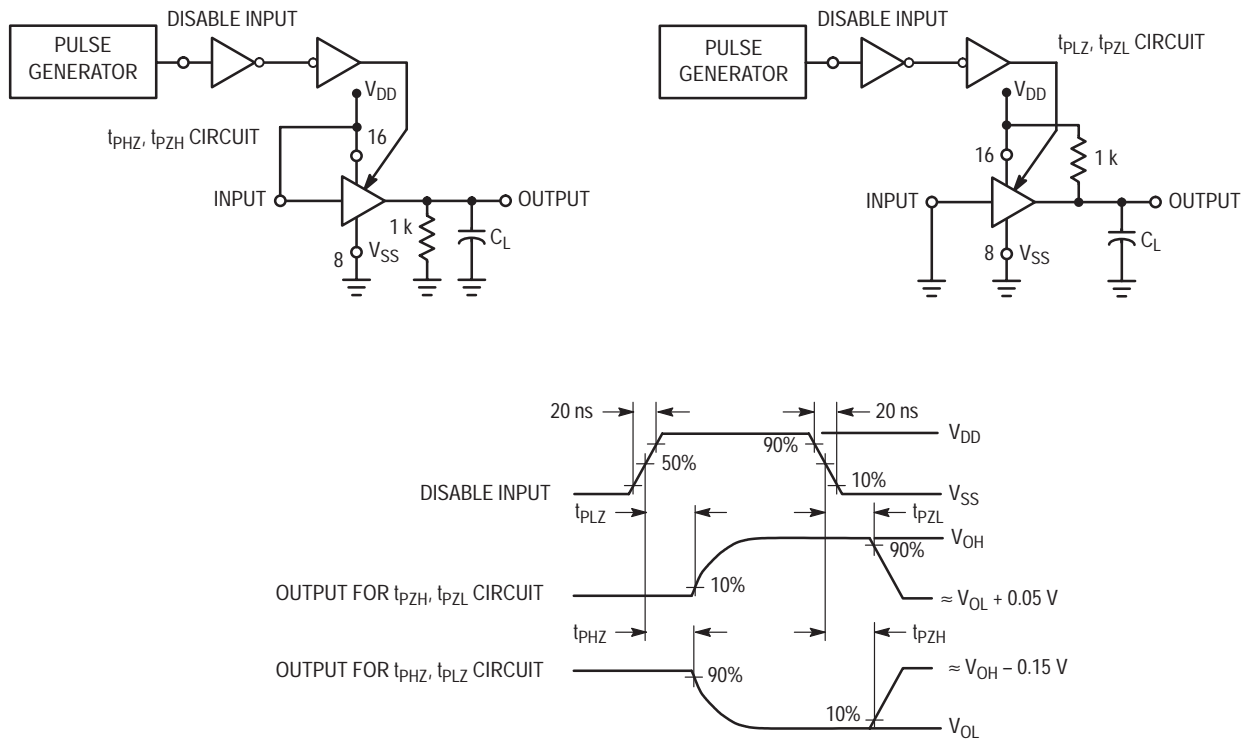 DISABLE INPUT
PULSE
GENERATOR
VDD
tPHZ, tPZH CIRCUIT
16
INPUT
OUTPUT
1 k
CL
8
VSS
DISABLE INPUT
PULSE
GENERATOR
tPLZ, tPZL CIRCUIT
VDD
16
1 k
INPUT
OUTPUT
CL
8
VSS
20 ns
20 ns
VDD
90%
50%
10%
DISABLE INPUT
VSS
tPLZ
tPZL
VOH
90%
10%
OUTPUT FOR tPZH, tPZL CIRCUIT
≈ VOL + 0.05 V
tPHZ
tPZH
OUTPUT FOR tPHZ, tPLZ CIRCUIT
90%
≈ VOH – 0.15 V
10%
VOL